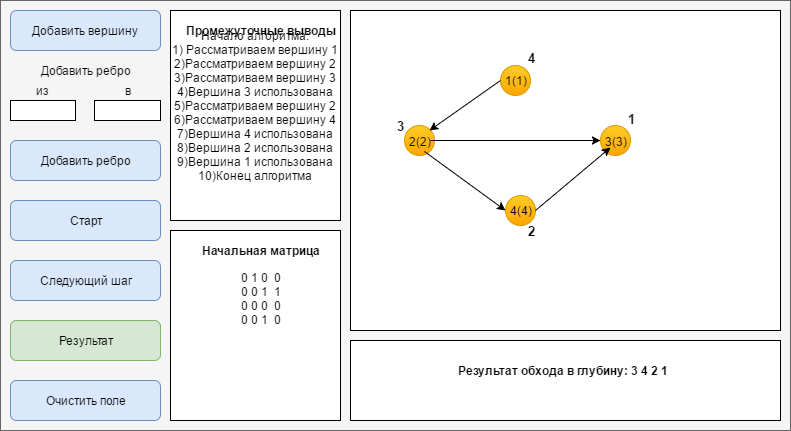 Добавить вершину
Добавить ребро
из
в
Добавить ребро
Старт
Следующий шаг
Результат
Очистить поле
Промежуточные выводы
Начало алгоритма:
1) Рассматриваем вершину 1
2)Рассматриваем вершину 2
3)Рассматриваем вершину 3
4)Вершина 3 использована
5)Рассматриваем вершину 2
6)Рассматриваем вершину 4
7)Вершина 4 использована
8)Вершина 2 использована
9)Вершина 1 использована
10)Конец алгоритма
Начальная матрица
0 1 0 0
0 0 1 1
0 0 0 0
0 0 1 0
4
1(1)
3
2(2)
1
3(3)
4(4)
2
Результат обхода в глубину: 3 4 2 1